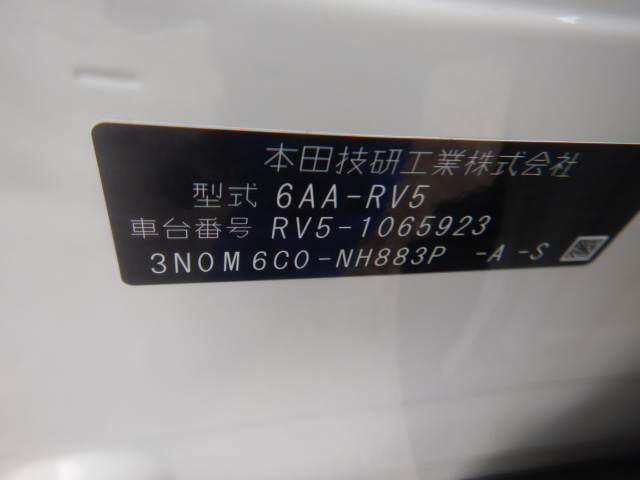 本田技研工業株式会社
型式 6AA-RV5
車台番号 RV5-1065923
3N0M6C0-NH883P -A -S